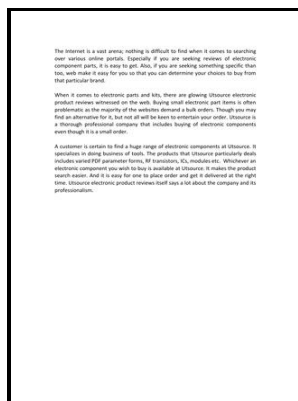 The Internet is a vast arena; nothing is difficult to find when it comes to searching
over various online portals. Especially if you are seeking reviews of electronic
component parts, it is easy to get. Also, if you are seeking something specific than
too, web make it easy for you so that you can determine your choices to buy from
that particular brand.
When it comes to electronic parts and kits, there are glowing Utsource electronic
product reviews witnessed on the web. Buying small electronic part items is often
problematic as the majority of the websites demand a bulk orders. Though you may
find an alternative for it, but not all will be keen to entertain your order. Utsource is
a thorough professional company that includes buying of electronic components
even though it is a small order.
A customer is certain to find a huge range of electronic components at Utsource. It
specializes in doing business of tools. The products that Utsource particularly deals
includes varied PDF parameter forms, RF transistors, ICs, modules etc. Whichever an
electronic component you wish to buy is available at Utsource. It makes the product
search easier. And it is easy for one to place order and get it delivered at the right
time. Utsource electronic product reviews itself says a lot about the company and its
professionalism.